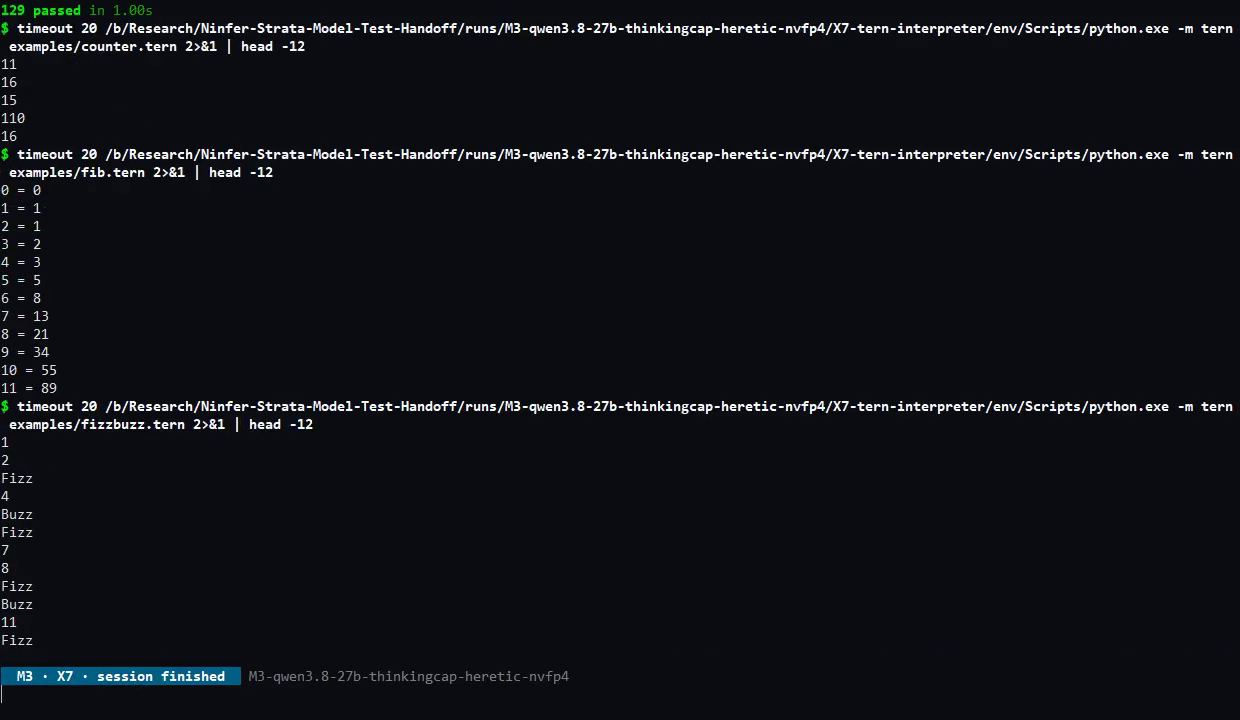 129 passed in 1.00s
$ timeout 20 /b/Research/Ninfer-Strata-Model-Test-Handoff/runs/M3-qwen3.8-27b-thinkingcap-heretic-nvfp4/X7-tern-interpreter/env/Scripts/python.exe -m tern
examples/counter.tern 2>&1 | head -12
11
16
15
110
16
$ timeout 20 /b/Research/Ninfer-Strata-Model-Test-Handoff/runs/M3-qwen3.8-27b-thinkingcap-heretic-nvfp4/X7-tern-interpreter/env/Scripts/python.exe -m tern
examples/fib.tern 2>&1 | head -12
0 = 0
1 = 1
2 = 1
3 = 2
4 = 3
5 = 5
6 = 8
7 = 13
8 = 21
9 = 34
10 = 55
11 = 89
$ timeout 20 /b/Research/Ninfer-Strata-Model-Test-Handoff/runs/M3-qwen3.8-27b-thinkingcap-heretic-nvfp4/X7-tern-interpreter/env/Scripts/python.exe -m tern
examples/fizzbuzz.tern 2>&1 | head -12
1
2
Fizz
4
Buzz
Fizz
7
8
Fizz
Buzz
11
Fizz
M3 · X7 · session finished M3-qwen3.8-27b-thinkingcap-heretic-nvfp4